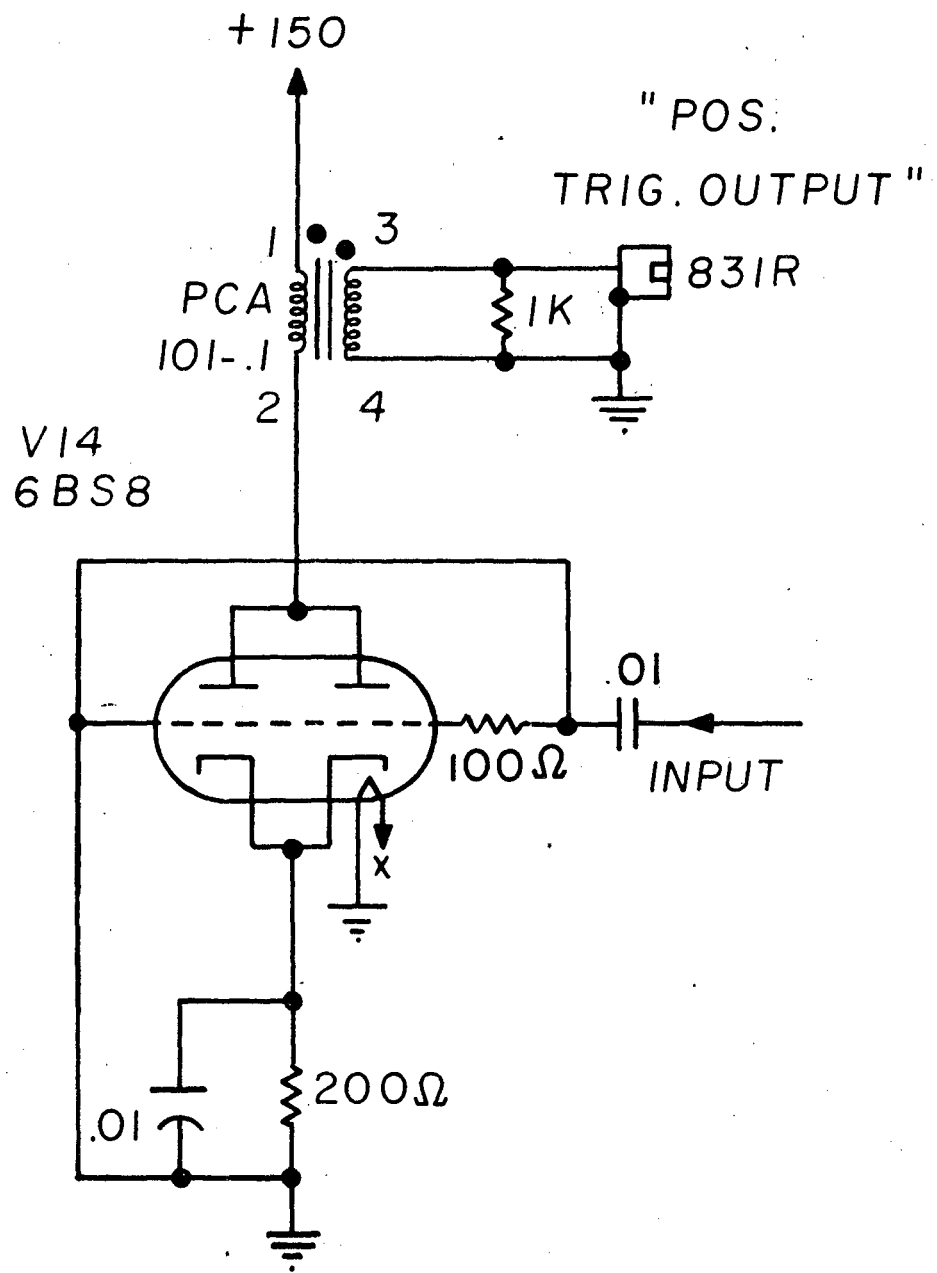 +150
"POS.
TRIG. OUTPUT"
1
3
PCA
101-.1
831R
1K
2
4
V14
6BS8
.01
100Ω
INPUT
X
200Ω
.01